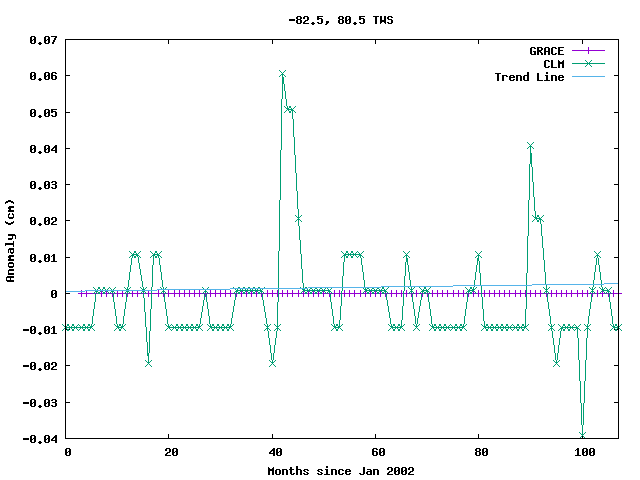 -82.5, 80.5 TWS
0.07
0.06
0.05
0.04
0.03
0.02
0.01
0
-0.01
-0.02
-0.03
-0.04
Anomaly (cm)
GRACE
CLM
Trend Line
0 20 40 60 80 100
Months since Jan 2002